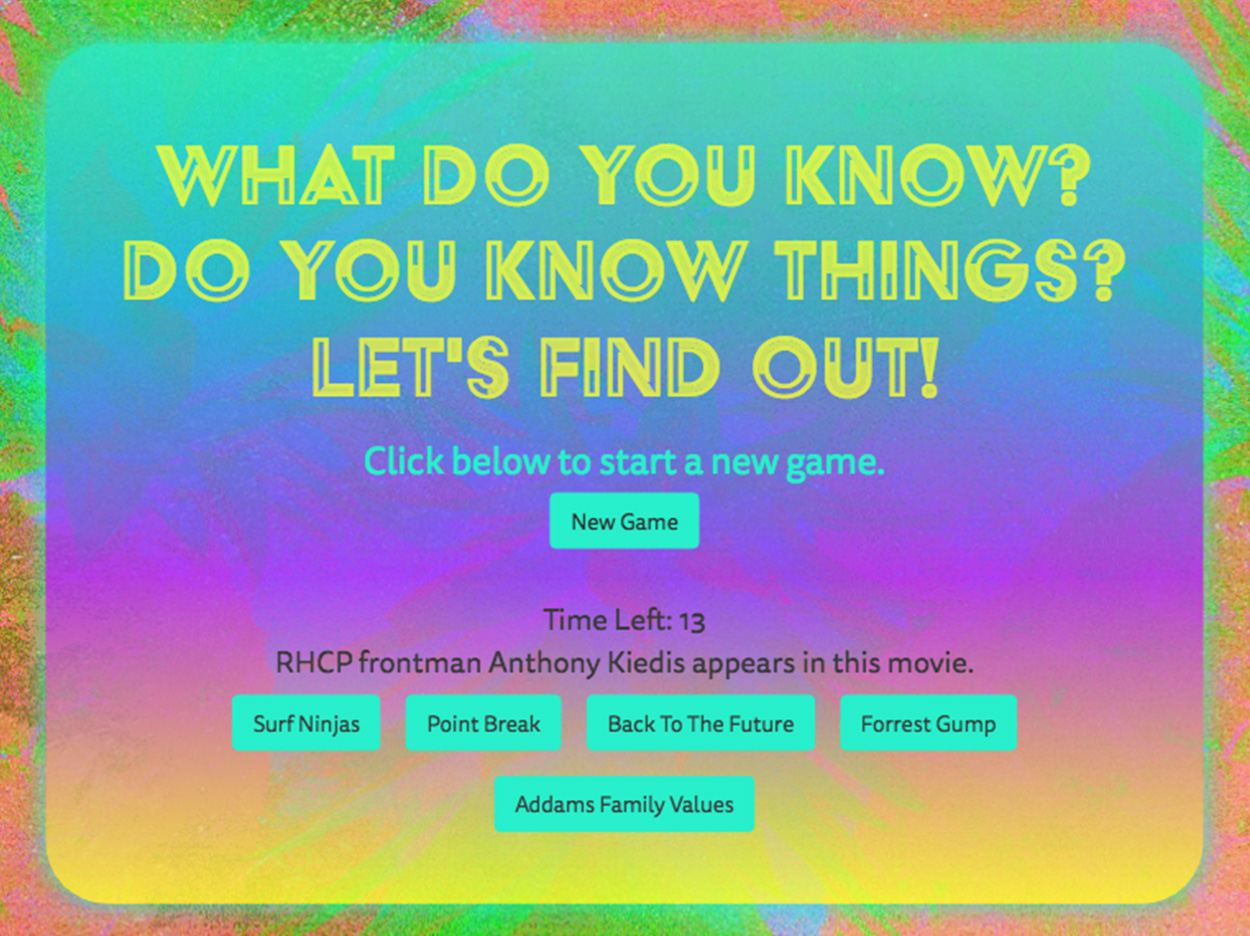 WHAT DO YOU KNOW?
DO YOU KNOW THINGS?
LET'S FIND OUT!
Click below to start a new game.
New Game
Time Left: 13
RHCP frontman Anthony Kiedis appears in this movie.
Surf Ninjas Point Break Back To The Future Forrest Gump
Addams Family Values